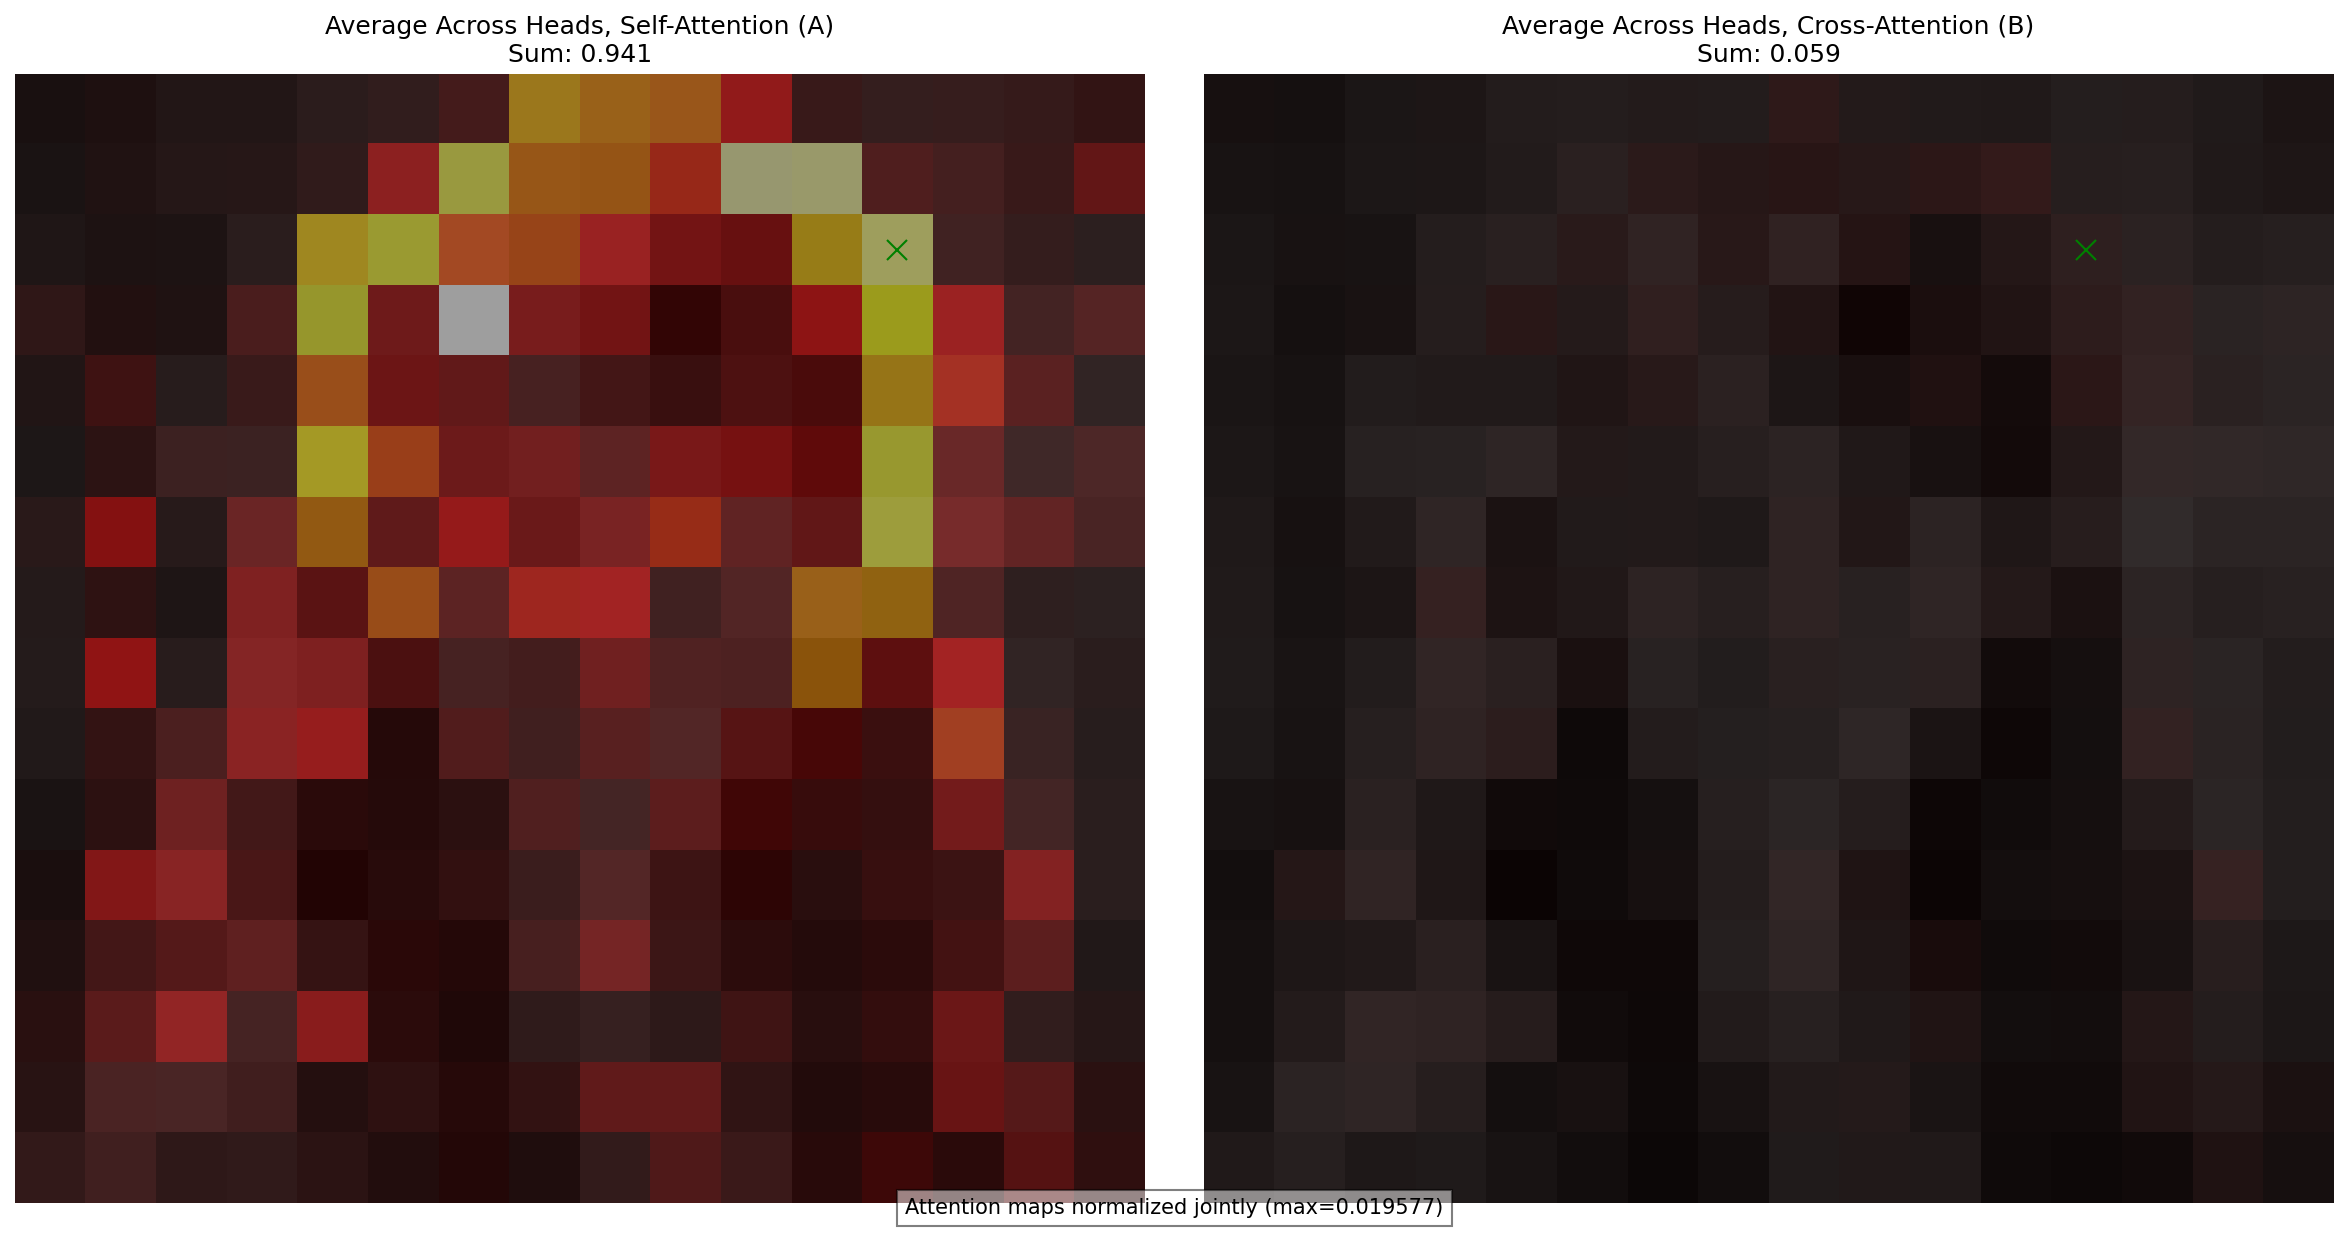 Average Across Heads, Self-Attention (A)
Sum: 0.941
Average Across Heads, Cross-Attention (B)
Sum: 0.059
Attention maps normalized jointly (max=0.019577)